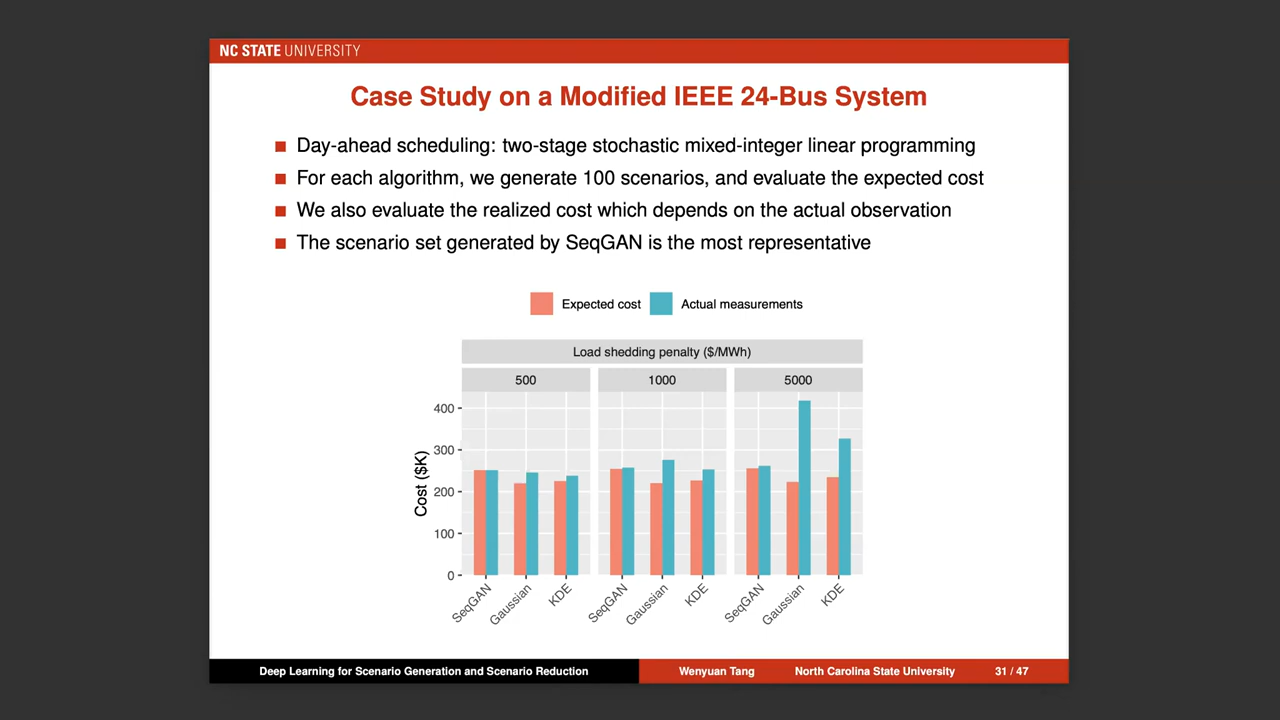 NC STATE UNIVERSITY
Case Study on a Modified IEEE 24-Bus System
Day-ahead scheduling: two-stage stochastic mixed-integer linear programming
For each algorithm, we generate 100 scenarios, and evaluate the expected cost
We also evaluate the realized cost which depends on the actual observation
The scenario set generated by SeqGAN is the most representative
Expected cost Actual measurements
Load shedding penalty ($/MWh)
500 1000 5000
400
300
200
100
0
Cost ($K)
SeqGAN Gaussian KDE SeqGAN Gaussian KDE SeqGAN Gaussian KDE
Deep Learning for Scenario Generation and Scenario Reduction Wenyuan Tang North Carolina State University 31 / 47